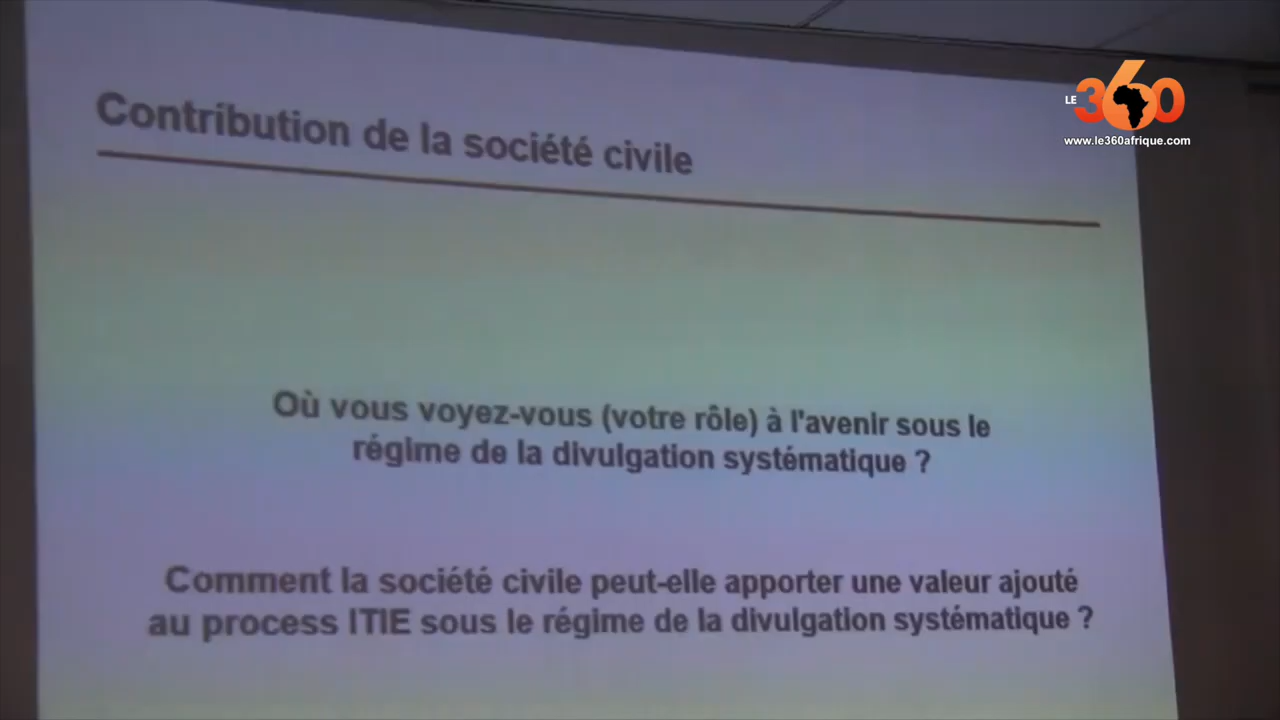 Contribution de la société civile
LE 360
www.le360afrique.com
Où vous voyez-vous (votre rôle) à l'avenir sous le
régime de la divulgation systématique ?
Comment la société civile peut-elle apporter une valeur ajouté
au process ITIE sous le régime de la divulgation systématique ?